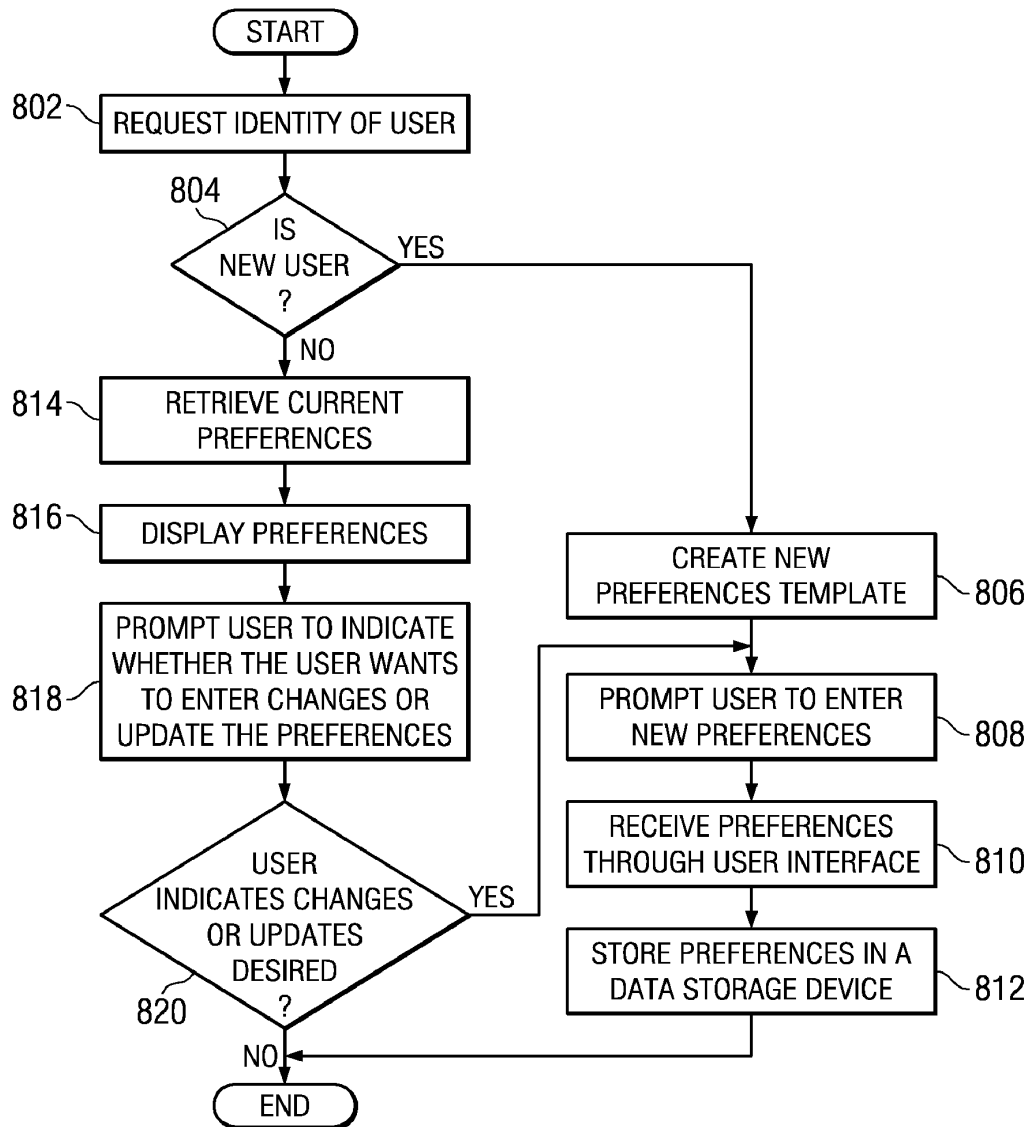 START
802
REQUEST IDENTITY OF USER
804
IS
NEW USER
?
YES
NO
814
RETRIEVE CURRENT
PREFERENCES
816
DISPLAY PREFERENCES
818
PROMPT USER TO INDICATE
WHETHER THE USER WANTS
TO ENTER CHANGES OR
UPDATE THE PREFERENCES
USER
INDICATES CHANGES
OR UPDATES
DESIRED
?
820
YES
NO
END
CREATE NEW
PREFERENCES TEMPLATE
806
PROMPT USER TO ENTER
NEW PREFERENCES
808
RECEIVE PREFERENCES
THROUGH USER INTERFACE
810
STORE PREFERENCES IN A
DATA STORAGE DEVICE
812